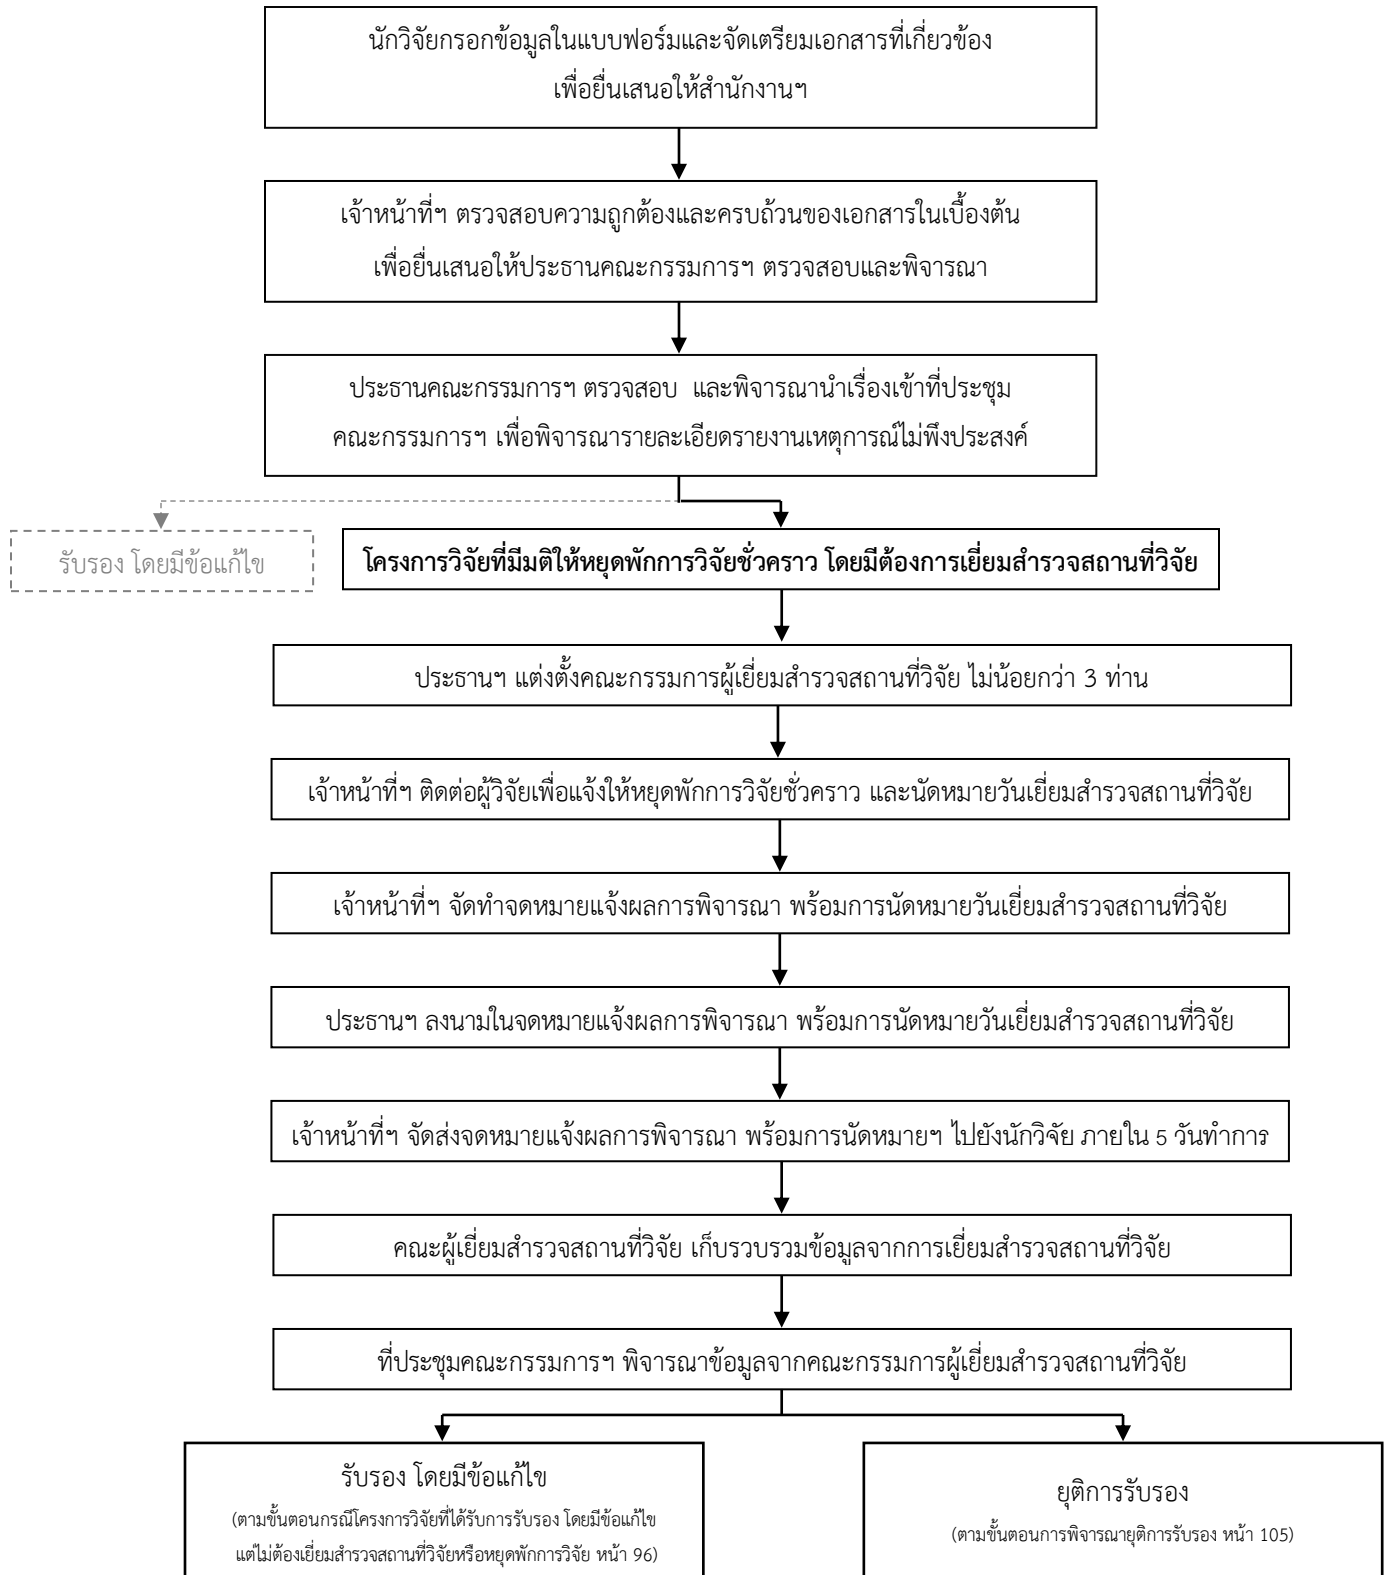 นักวิจัยกรอกข้อมูลในแบบฟอร์มและจัดเตรียมเอกสารที่เกี่ยวข้อง
เพื่อยื่นเสนอให้สำนักงานฯ
เจ้าหน้าที่ฯ ตรวจสอบความถูกต้องและครบถ้วนของเอกสารในเบื้องต้น
เพื่อยื่นเสนอให้ประธานคณะกรรมการฯ ตรวจสอบและพิจารณา
ประธานคณะกรรมการฯ ตรวจสอบ และพิจารณานำเรื่องเข้าที่ประชุม
คณะกรรมการฯ เพื่อพิจารณารายละเอียดรายงานเหตุการณ์ไม่พึงประสงค์
รับรอง โดยมีข้อแก้ไข
โครงการวิจัยที่มีมติให้หยุดพักการวิจัยชั่วคราว โดยมีต้องการเยี่ยมสำรวจสถานที่วิจัย
ประธานฯ แต่งตั้งคณะกรรมการผู้เยี่ยมสำรวจสถานที่วิจัย ไม่น้อยกว่า 3 ท่าน
เจ้าหน้าที่ฯ ติดต่อผู้วิจัยเพื่อแจ้งให้หยุดพักการวิจัยชั่วคราว และนัดหมายวันเยี่ยมสำรวจสถานที่วิจัย
เจ้าหน้าที่ฯ จัดทำจดหมายแจ้งผลการพิจารณา พร้อมการนัดหมายวันเยี่ยมสำรวจสถานที่วิจัย
ประธานฯ ลงนามในจดหมายแจ้งผลการพิจารณา พร้อมการนัดหมายวันเยี่ยมสำรวจสถานที่วิจัย
เจ้าหน้าที่ฯ จัดส่งจดหมายแจ้งผลการพิจารณา พร้อมการนัดหมายฯ ไปยังนักวิจัย ภายใน 5 วันทำการ
คณะผู้เยี่ยมสำรวจสถานที่วิจัย เก็บรวบรวมข้อมูลจากการเยี่ยมสำรวจสถานที่วิจัย
ที่ประชุมคณะกรรมการฯ พิจารณาข้อมูลจากคณะกรรมการผู้เยี่ยมสำรวจสถานที่วิจัย
รับรอง โดยมีข้อแก้ไข
(ตามขั้นตอนกรณีโครงการวิจัยที่ได้รับการรับรอง โดยมีข้อแก้ไข
แต่ไม่ต้องเยี่ยมสำรวจสถานที่วิจัยหรือหยุดพักการวิจัย หน้า 96)
ยุติการรับรอง
(ตามขั้นตอนการพิจารณายุติการรับรอง หน้า 105)